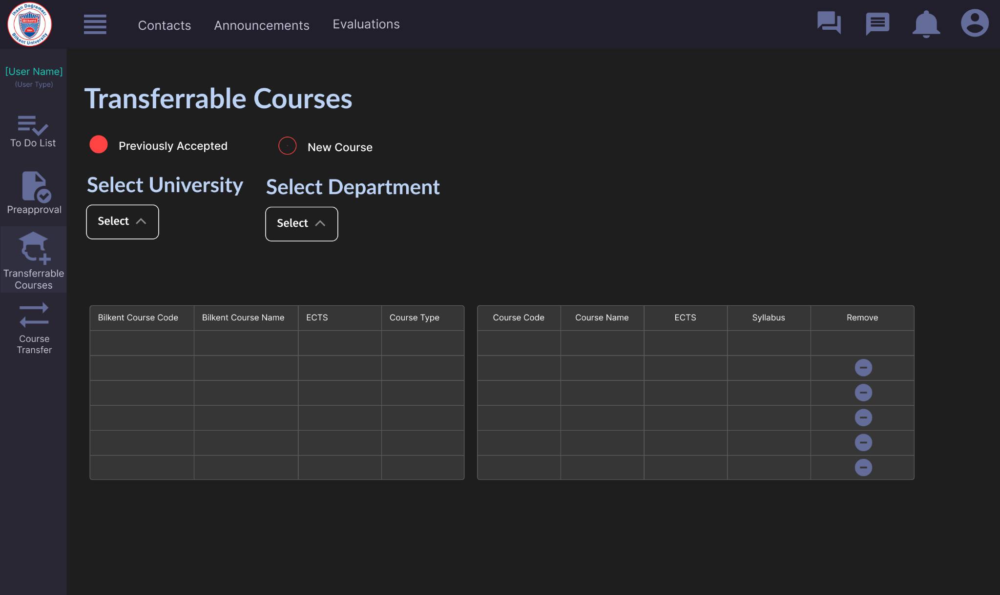 İhsan Doğramacı
Bilkent
1984
Bilkent University
Contacts
Announcements
Evaluations
[User Name]
(User Type)
To Do List
Preapproval
Transferrable
Courses
Course
Transfer
Transferrable Courses
Previously Accepted
New Course
Select University
Select Department
Select
Select
Bilkent Course Code
Bilkent Course Name
ECTS
Course Type
Course Code
Course Name
ECTS
Syllabus
Remove